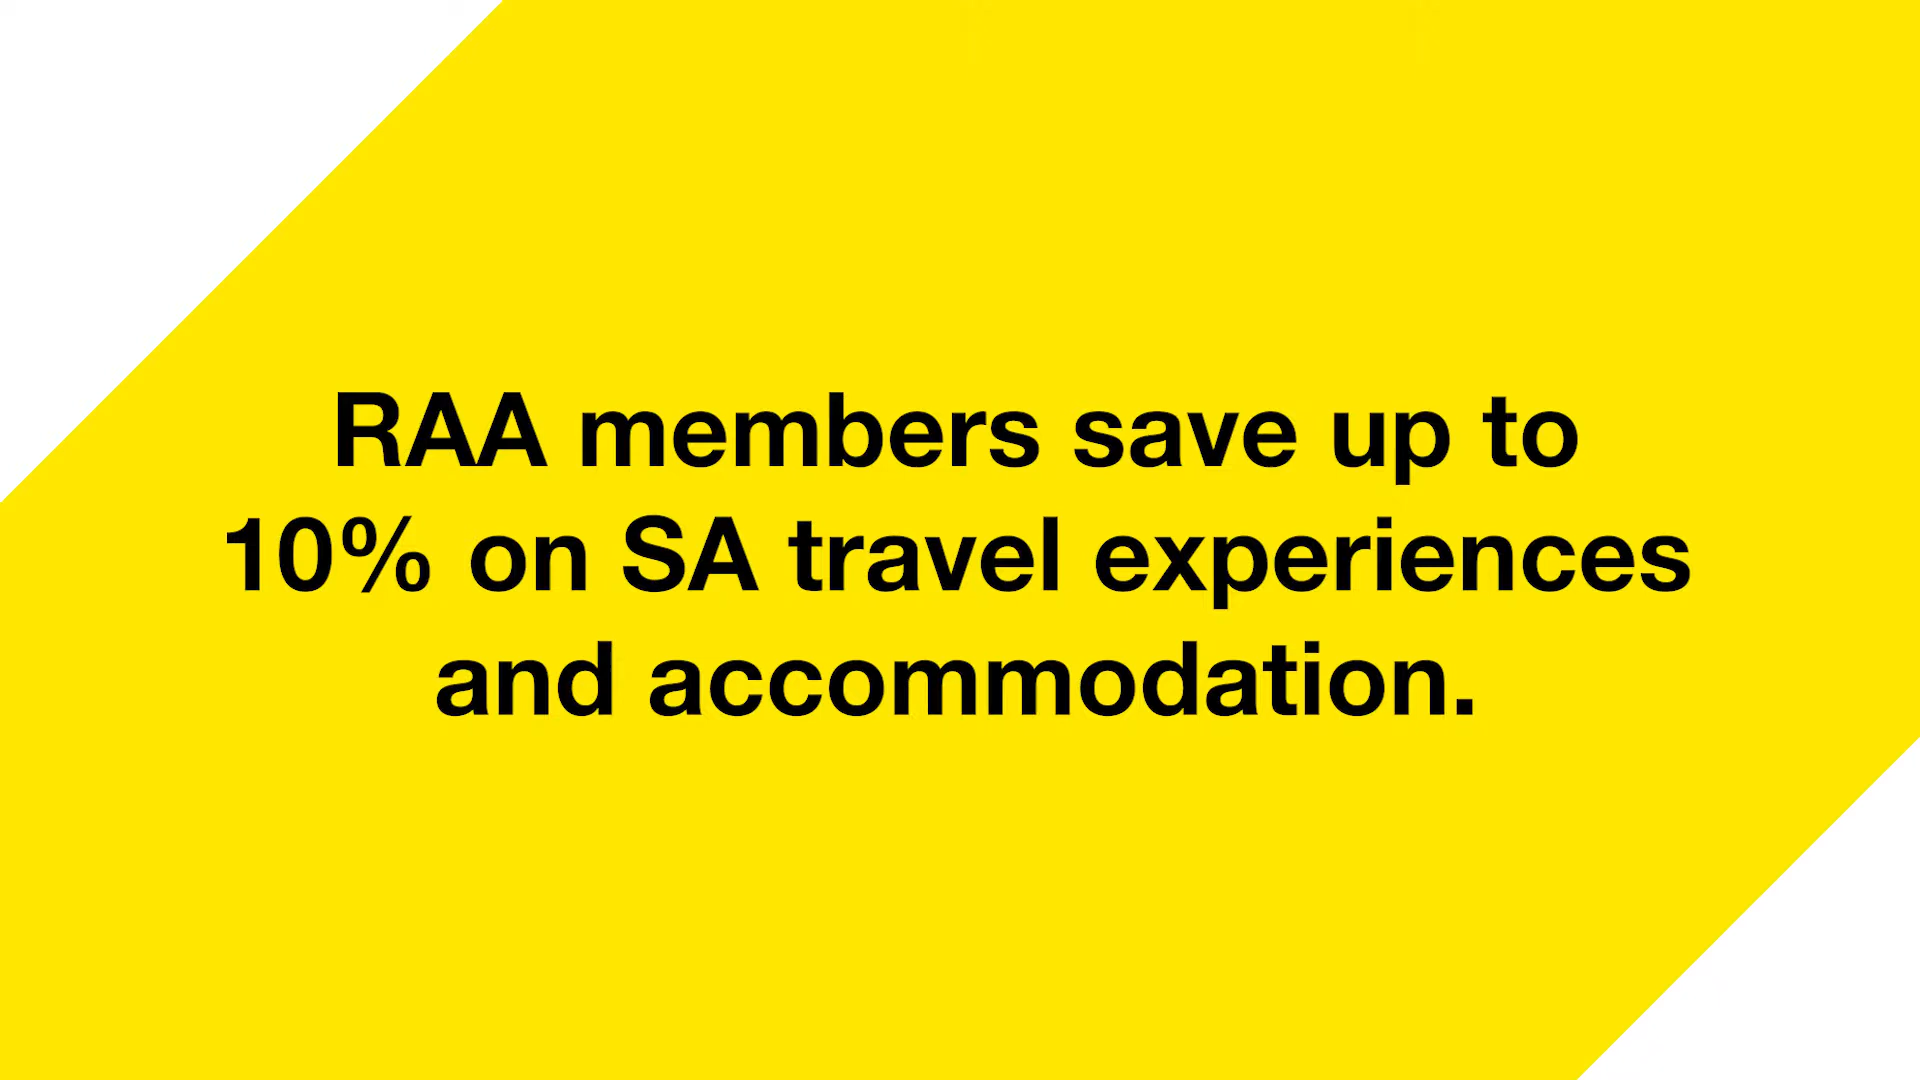 RAA members save up to
10% on SA travel experiences
and accommodation.